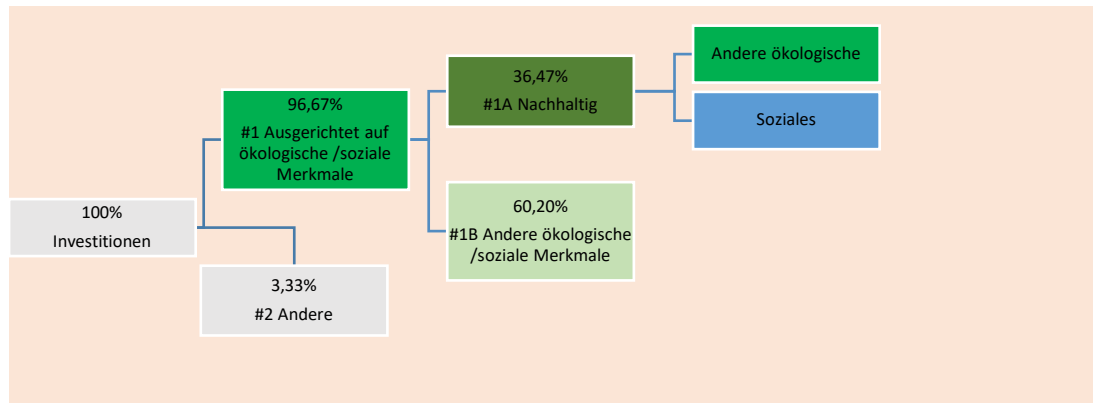 100%
Investitionen
96,67%
#1 Ausgerichtet auf
ökologische /soziale
Merkmale
3,33%
#2 Andere
36,47%
#1A Nachhaltig
60,20%
#1B Andere ökologische
/soziale Merkmale
Andere ökologische
Soziales